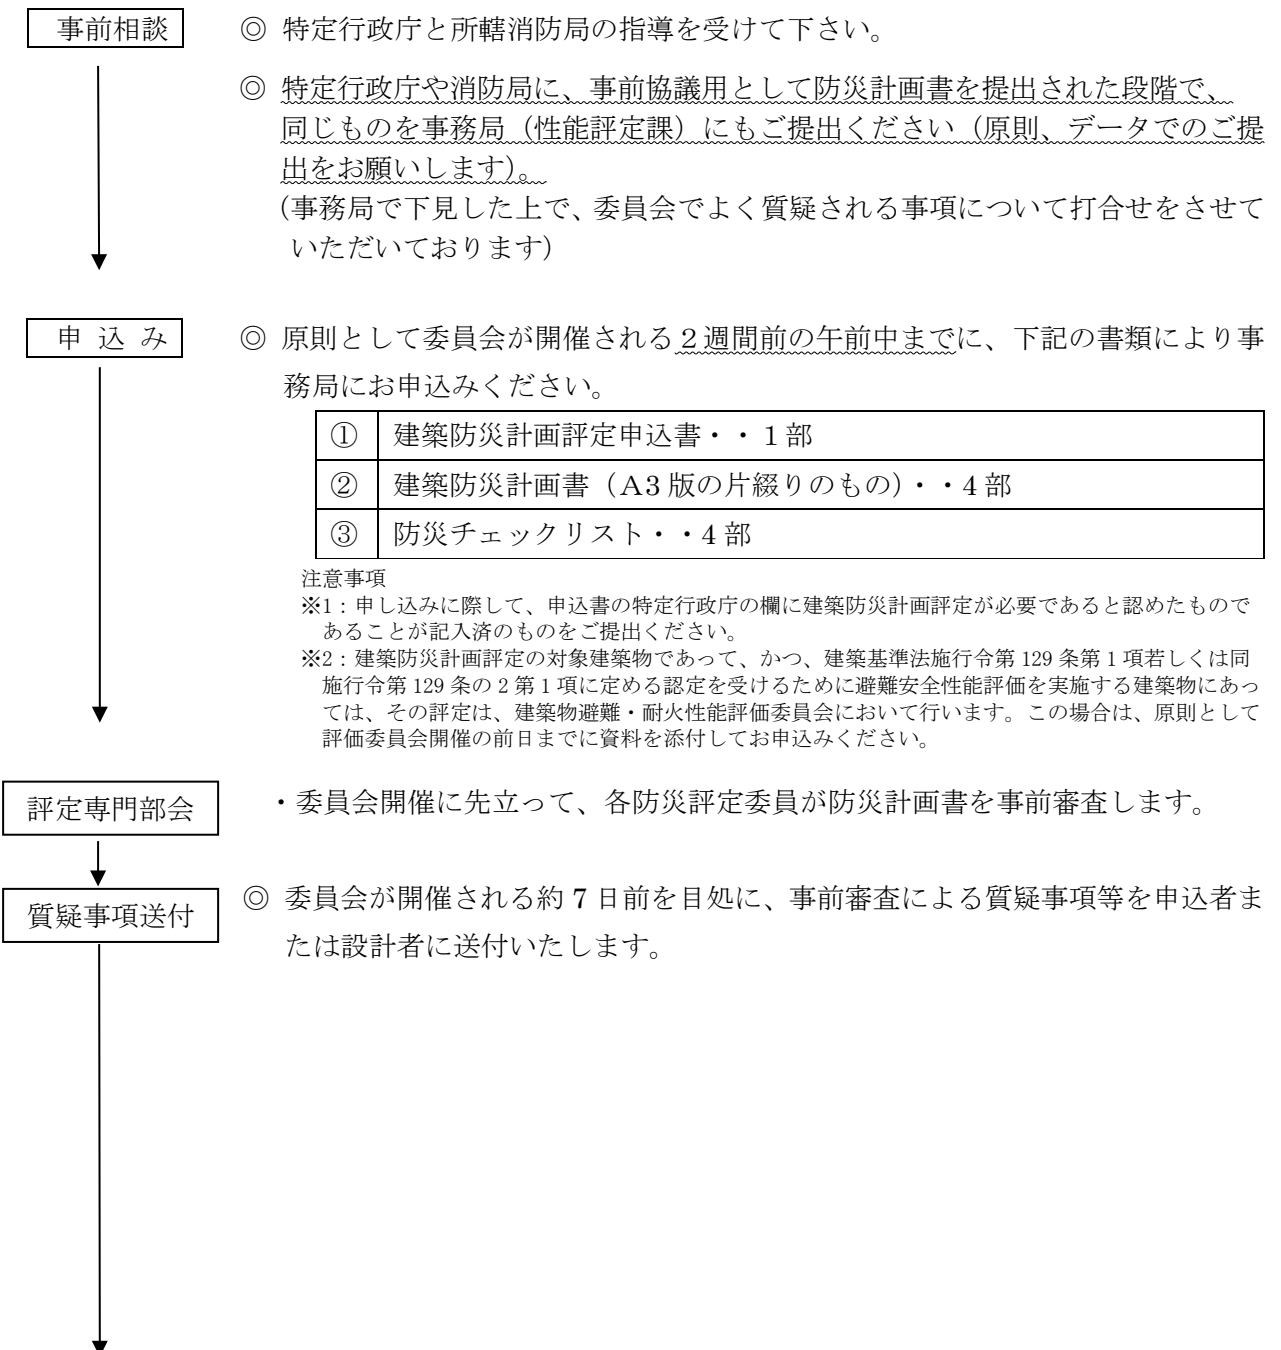 事前相談
◎ 特定行政庁と所轄消防局の指導を受けて下さい。
◎ 特定行政庁や消防局に、事前協議用として防災計画書を提出された段階で、
同じものを事務局（性能評定課）にもご提出ください（原則、データでのご提
出をお願いします）。
（事務局で下見した上で、委員会でよく質疑される事項について打合せをさせて
いただいております）
申 込 み
◎ 原則として委員会が開催される２週間前の午前中までに、下記の書類により事
務局にお申込みください。
① 建築防災計画評定申込書・・１部
② 建築防災計画書（Ａ3 版の片綴りのもの）・・4 部
③ 防災チェックリスト・・4 部
注意事項
※1：申し込みに際して、申込書の特定行政庁の欄に建築防災計画評定が必要であると認めたもので
あることが記入済のものをご提出ください。
※2：建築防災計画評定の対象建築物であって、かつ、建築基準法施行令第 129 条第 1 項若しくは同
施行令第 129 条の 2 第 1 項に定める認定を受けるために避難安全性能評価を実施する建築物にあっ
ては、その評定は、建築物避難・耐火性能評価委員会において行います。この場合は、原則として
評価委員会開催の前日までに資料を添付してお申込みください。
評定専門部会
・委員会開催に先立って、各防災評定委員が防災計画書を事前審査します。
質疑事項送付
◎ 委員会が開催される約 7 日前を目処に、事前審査による質疑事項等を申込者ま
たは設計者に送付いたします。